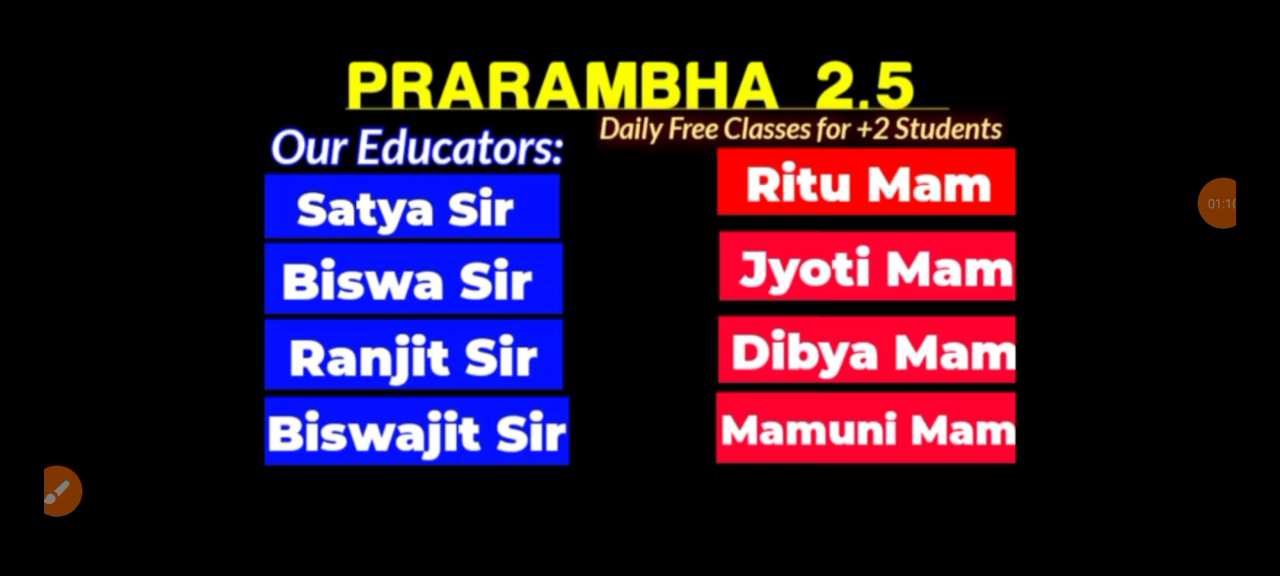 PRARAMBHA 2.5
Daily Free Classes for +2 Students
Our Educators:
Satya Sir
Biswa Sir
Ranjit Sir
Biswajit Sir
Ritu Mam
Jyoti Mam
Dibya Mam
Mamuni Mam